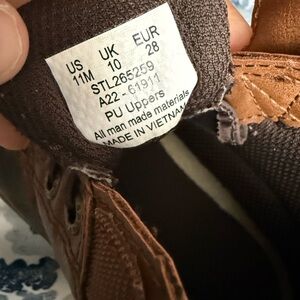 US UK EUR
11M 10 28
STL265259
A22-61911
PU Uppers
All man made materials
MADE IN VIETNAM